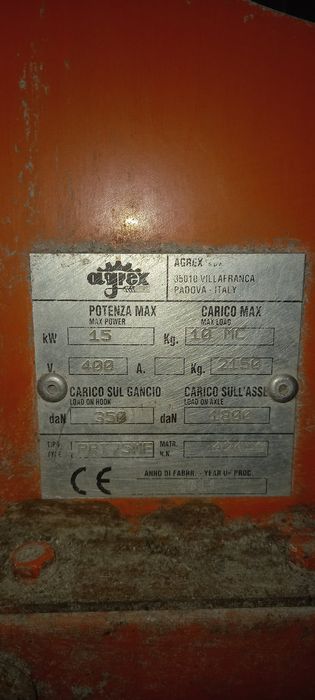 agrex
AGREX
35010 VILLAFRANCA
PADOVA - ITALY
POTENZA MAX
MAX POWER
CARICO MAX
MAX LOAD
kW 15 Kg. 10 MC
V. 400 A. Kg. 2150
CARICO SUL GANCIO
LOAD ON HOOK
CARICO SULL'ASSE
LOAD ON AXLE
daN 350 daN 1800
TIPO
TYPE
MATR.
N.N.
CE
ANNO DI FABBR. - YEAR OF PROD.